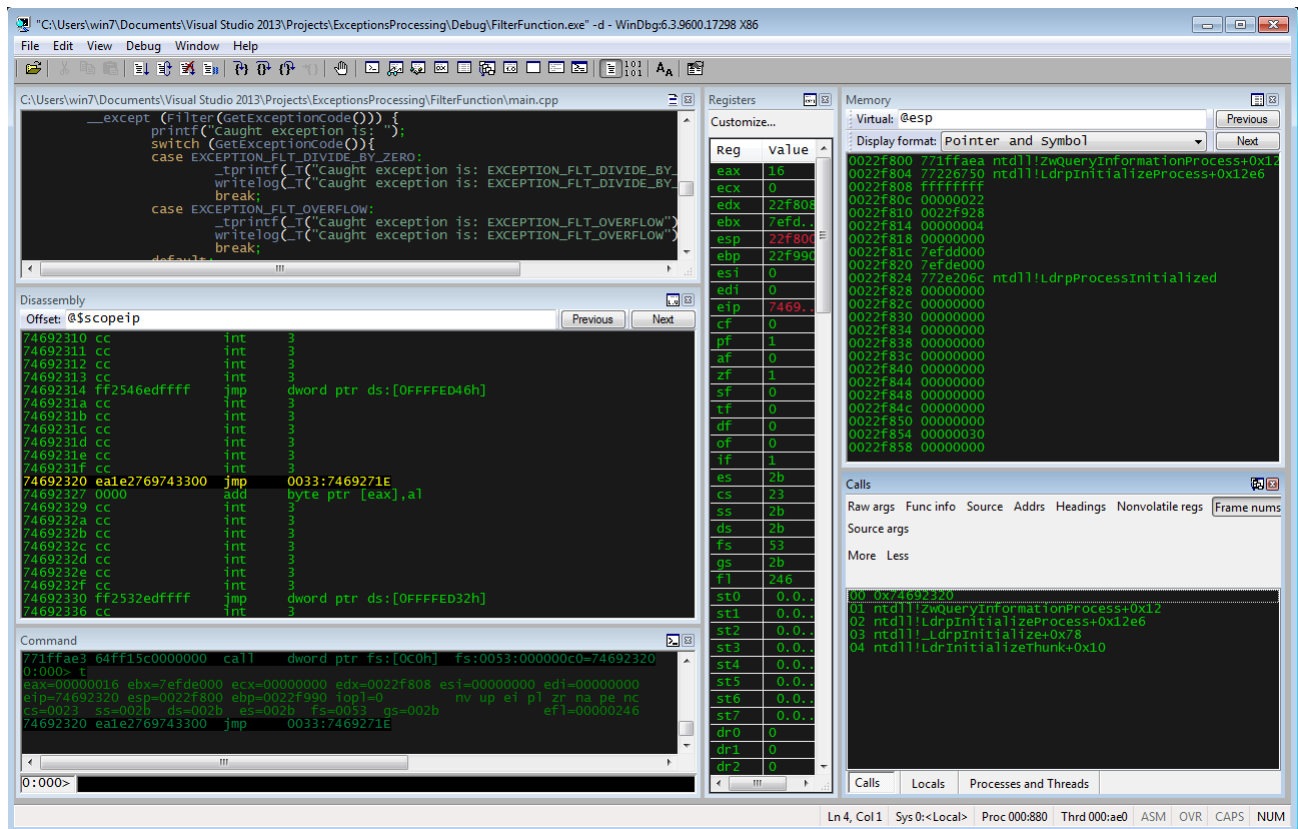 "C:\Users\win7\Documents\Visual Studio 2013\Projects\ExceptionsProcessing\Debug\FilterFunction.exe" -d - WinDbg:6.3.9600.17298 X86
File Edit View Debug Window Help
C:\Users\win7\Documents\Visual Studio 2013\Projects\ExceptionsProcessing\FilterFunction\main.cpp
__except (Filter(GetExceptionCode())) {
printf("Caught exception is: ");
switch (GetExceptionCode()){
case EXCEPTION_FLT_DIVIDE_BY_ZERO:
_tprintf(_T("Caught exception is: EXCEPTION_FLT_DIVIDE_BY_
writelog(_T("Caught exception is: EXCEPTION_FLT_DIVIDE_BY_
break;
case EXCEPTION_FLT_OVERFLOW:
_tprintf(_T("Caught exception is: EXCEPTION_FLT_OVERFLOW")
writelog(_T("Caught exception is: EXCEPTION_FLT_OVERFLOW")
break;
default:
Disassembly
Offset: @$scopeip Previous Next
74692310 cc int 3
74692311 cc int 3
74692312 cc int 3
74692313 cc int 3
74692314 ff2546edffff jmp dword ptr ds:[0FFFFED46h]
7469231a cc int 3
7469231b cc int 3
7469231c cc int 3
7469231d cc int 3
7469231e cc int 3
7469231f cc int 3
74692320 ea1e2769743300 jmp 0033:7469271E
74692327 0000 add byte ptr [eax],al
74692329 cc int 3
7469232a cc int 3
7469232b cc int 3
7469232c cc int 3
7469232d cc int 3
7469232e cc int 3
7469232f cc int 3
74692330 ff2532edffff jmp dword ptr ds:[0FFFFED32h]
74692336 cc int 3
Command
771ffae3 64ff15c0000000 call dword ptr fs:[0C0h] fs:0053:000000c0=74692320
0:000> t
eax=00000016 ebx=7efde000 ecx=00000000 edx=0022f808 esi=00000000 edi=00000000
eip=74692320 esp=0022f800 ebp=0022f990 iopl=0 nv up ei pl zr na pe nc
cs=0023 ss=002b ds=002b es=002b fs=0053 gs=002b efl=00000246
74692320 ea1e2769743300 jmp 0033:7469271E
0:000>
Registers
Customize...
Reg Value
eax 16
ecx 0
edx 22f808
ebx 7efd..
esp 22f800
ebp 22f990
esi 0
edi 0
eip 7469..
cf 0
pf 1
af 0
zf 1
sf 0
tf 0
df 0
of 0
if 1
es 2b
cs 23
ss 2b
ds 2b
fs 53
gs 2b
fl 246
st0 0.0..
st1 0.0..
st2 0.0..
st3 0.0..
st4 0.0..
st5 0.0..
st6 0.0..
st7 0.0..
dr0 0
dr1 0
dr2 0
Memory
Virtual: @esp Previous
Display format: Pointer and Symbol Next
0022f800 771ffaea ntdll!ZwQueryInformationProcess+0x12
0022f804 77226750 ntdll!LdrpInitializeProcess+0x12e6
0022f808 ffffffff
0022f80c 00000022
0022f810 0022f928
0022f814 00000004
0022f818 00000000
0022f81c 7efdd000
0022f820 7efde000
0022f824 772e206c ntdll!LdrpProcessInitialized
0022f828 00000000
0022f82c 00000000
0022f830 00000000
0022f834 00000000
0022f838 00000000
0022f83c 00000000
0022f840 00000000
0022f844 00000000
0022f848 00000000
0022f84c 00000000
0022f850 00000000
0022f854 00000030
0022f858 00000000
Calls
Raw args Func info Source Addrs Headings Nonvolatile regs Frame nums
Source args
More Less
00 0x74692320
01 ntdll!ZwQueryInformationProcess+0x12
02 ntdll!LdrpInitializeProcess+0x12e6
03 ntdll!_LdrpInitialize+0x78
04 ntdll!LdrInitializeThunk+0x10
Calls Locals Processes and Threads
Ln 4, Col 1 Sys 0:<Local> Proc 000:880 Thrd 000:ae0 ASM OVR CAPS NUM